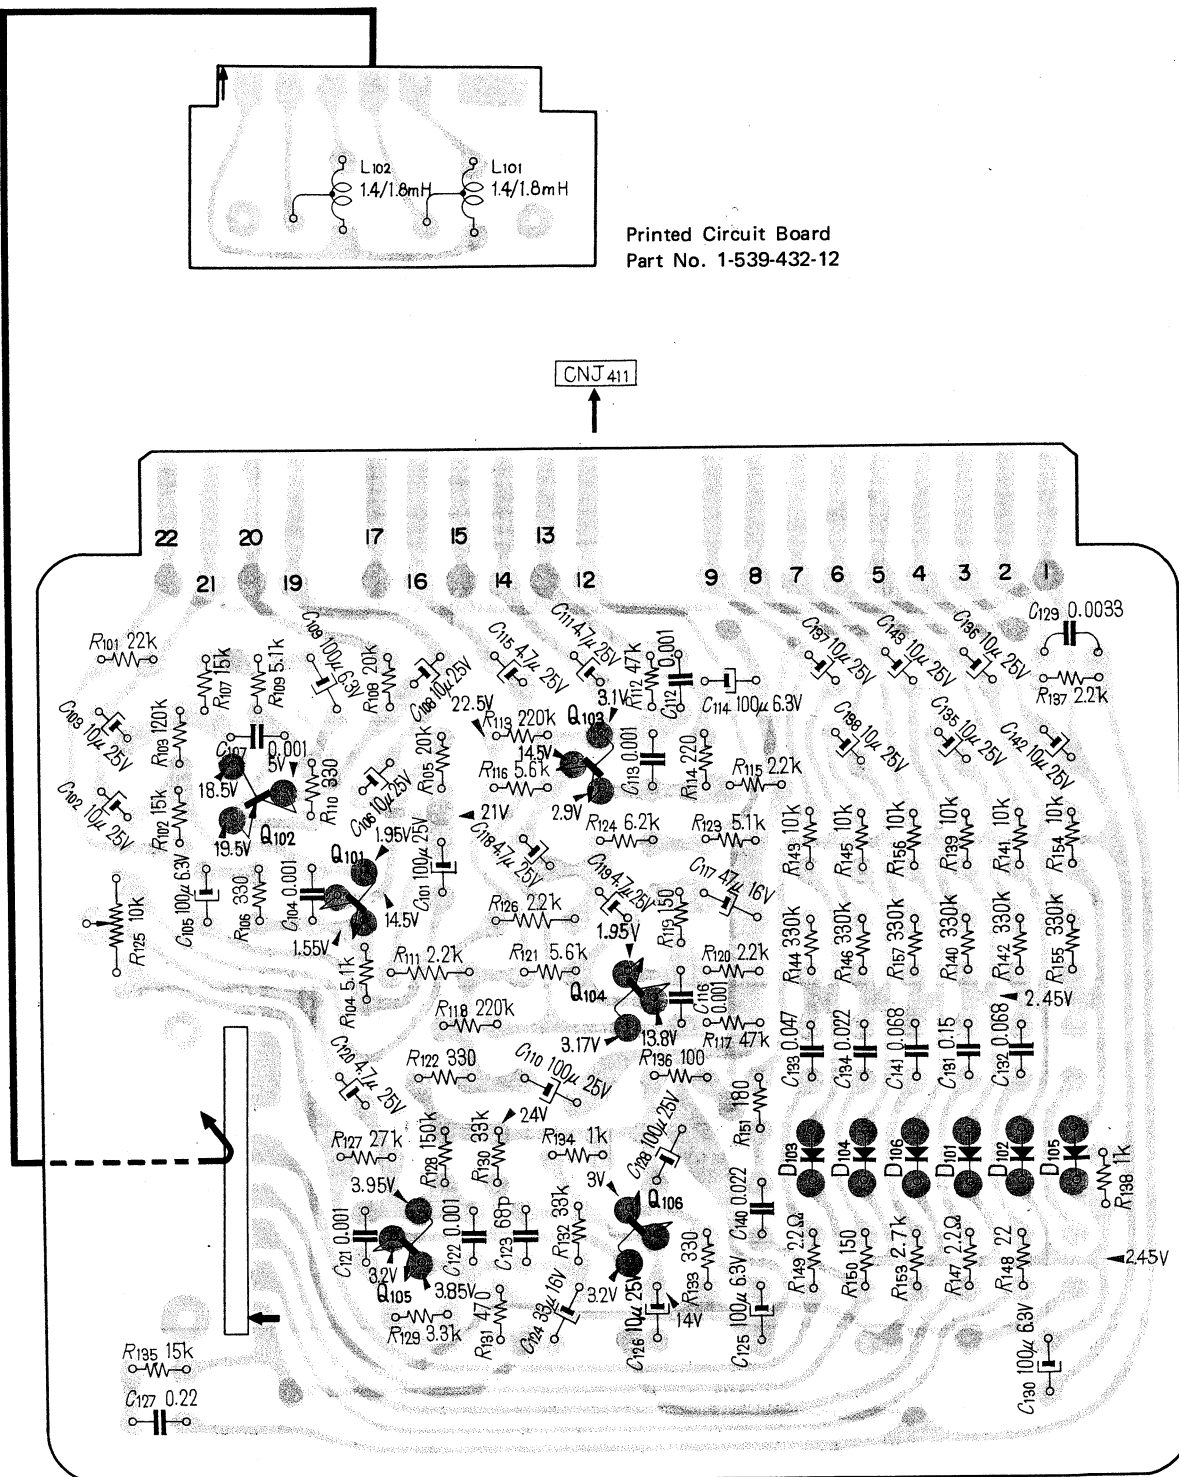 L102
1.4/1.8mH
L101
1.4/1.8mH
Printed Circuit Board
Part No. 1-539-432-12
CNJ 411
22
21
20
19
17
16
15
14
13
12
9
8
7
6
5
4
3
2
1
C129 0.0033
R101 22k
R107 15k
R109 5.1k
C109 100μ 6.3V
R108 20k
C108 10μ 25V
C115 4.7μ 25V
C111 4.7μ 25V
R112 47k
C112 0.001
C114 100μ 6.3V
C137 10μ 25V
C143 10μ 25V
C136 10μ 25V
R137 2.2k
C103 10μ 25V
R103 120k
C107 0.001
5V
18.5V
19.5V
Q102
R110 330
C106 10μ 25V
R105 20k
22.5V
R113 220k
Q103
3.1V
14.5V
2.9V
R116 5.6k
C113 0.001
R114 220
R115 2.2k
C138 10μ 25V
C135 10μ 25V
C142 10μ 25V
C102 10μ 25V
R102 15k
21V
1.95V
Q101
C101 100μ 25V
C118 4.7μ 25V
R124 6.2k
R123 5.1k
R143 10k
R145 10k
R156 10k
R139 10k
R141 10k
R154 10k
R125 10k
C105 100μ 6.3V
R106 330
C104 0.001
14.5V
1.55V
R126 22k
C119 4.7μ 25V
1.95V
R119 150
C117 47μ 16V
R144 330k
R146 330k
R157 330k
R140 330k
R142 330k
R155 330k
R104 5.1k
R111 2.2k
R121 5.6k
Q104
C116 0.001
R120 2.2k
2.45V
R118 220k
3.17V
13.8V
R117 47k
C133 0.047
C134 0.022
C141 0.068
C131 0.15
C132 0.068
C120 4.7μ 25V
R122 330
C110 100μ 25V
R136 100
R151 180
R127 27k
R128 150k
R130 33k
24V
R134 1k
C128 100μ 25V
D103
D104
D106
D101
D102
D105
R138 1k
3.95V
3V
Q106
C140 0.022
C121 0.001
3.2V
Q105
3.85V
C122 0.001
C123 68p
R132 33k
3.2V
R133 330
R149 2.2Ω
R150 150
R153 2.7k
R147 2.2Ω
R148 22
2.45V
R129 3.3k
R131 470
C124 33μ 16V
C126 10μ 25V
14V
C125 100μ 6.3V
C130 100μ 6.3V
R135 15k
C127 0.22